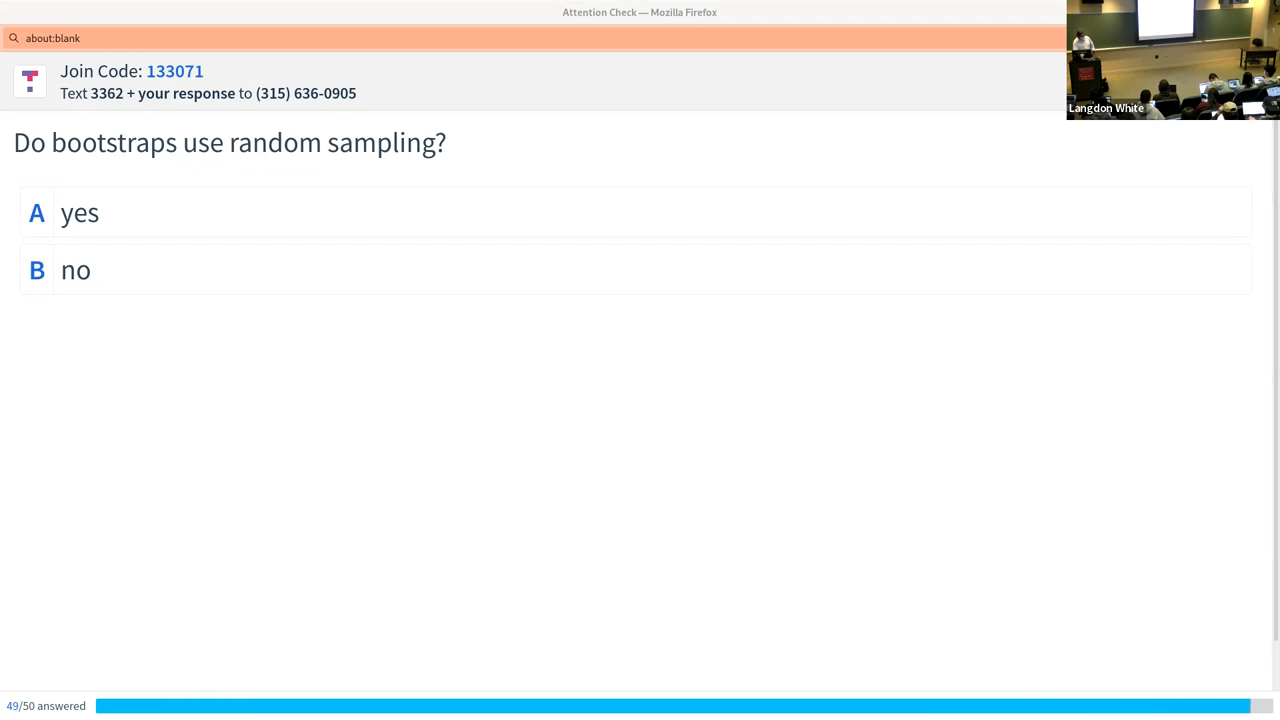 Attention Check — Mozilla Firefox
about:blank
Join Code: 133071
Text 3362 + your response to (315) 636-0905
Langdon White
Do bootstraps use random sampling?
A yes
B no
49/50 answered